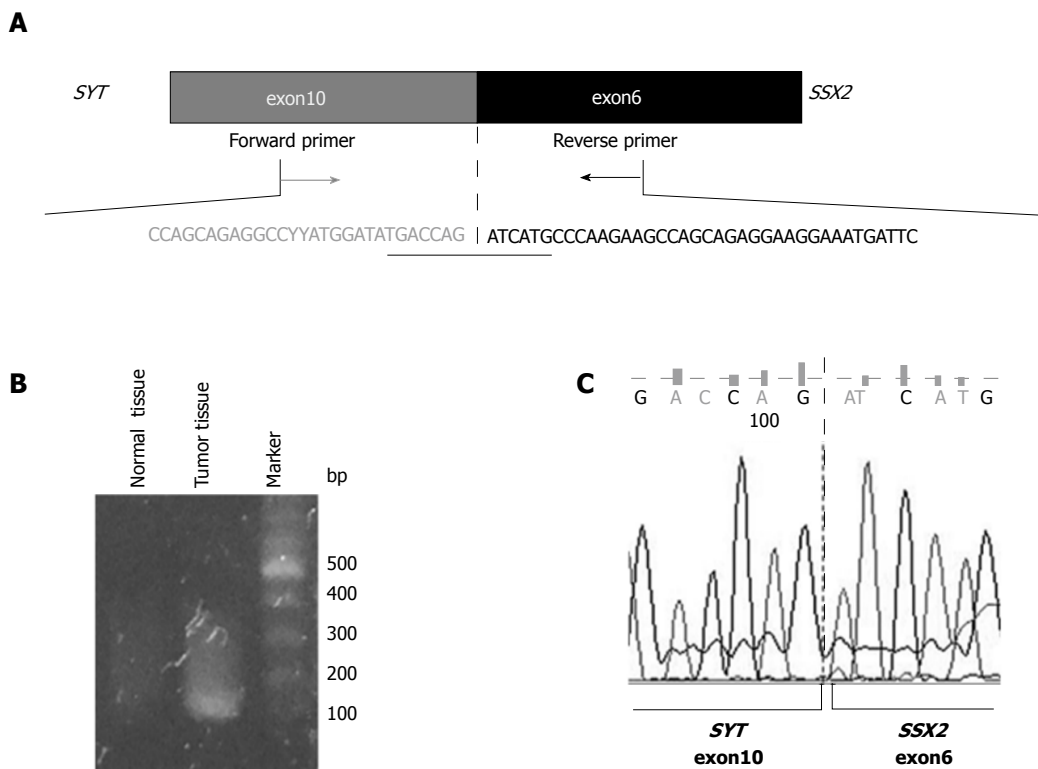 A
SYT exon10 exon6 SSX2
Forward primer Reverse primer
CCAGCAGAGGCCYYATGGATATGACCAG ATCATGCCCAAGAAGCCAGCAGAGGAAGGAAATGATTC
B
Normal tissue
Tumor tissue
Marker
bp
500
400
300
200
100
C
G A C C A G AT C A T G
100
SYT SSX2
exon10 exon6